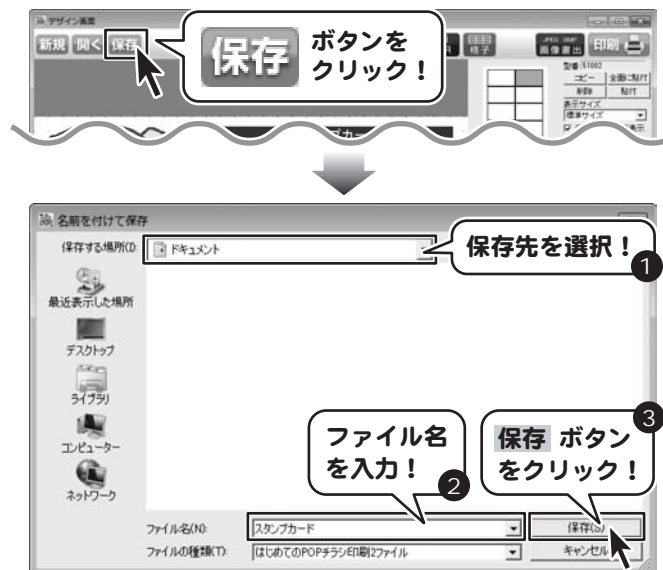 デザイン画面
新規 開く 保存
保存 ボタンを
クリック！
格子
JPEG BMP
画像書出
印刷
型番 51002
コピー 全面に貼付
削除 貼付
表示サイズ
標準サイズ
名前を付けて保存
保存する場所(I):
ドキュメント
保存先を選択！
1
最近表示した場所
デスクトップ
ライブラリ
コンピューター
ネットワーク
ファイル名
を入力！
2
3
保存 ボタン
をクリック！
ファイル名(N):
スタンプカード
保存(S)
ファイルの種類(T):
はじめてのPOPチラシ印刷2ファイル
キャンセル